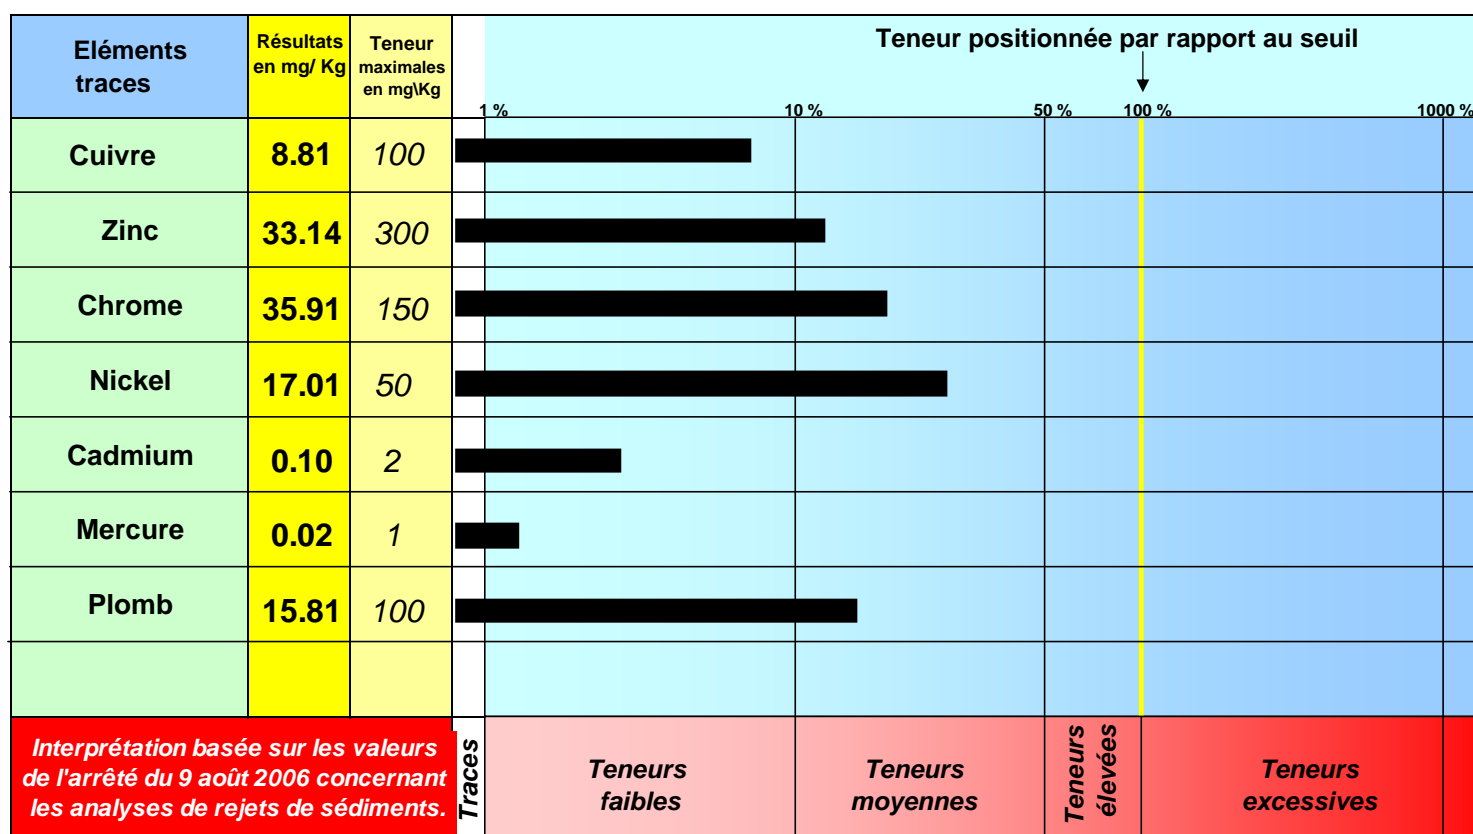 Eléments
traces
Résultats
en mg/ Kg
Teneur
maximales
en mg\Kg
Teneur positionnée par rapport au seuil
1 % 10 % 50 % 100 % 1000 %
Cuivre 8.81 100
Zinc 33.14 300
Chrome 35.91 150
Nickel 17.01 50
Cadmium 0.10 2
Mercure 0.02 1
Plomb 15.81 100
Interprétation basée sur les valeurs
de l'arrêté du 9 août 2006 concernant
les analyses de rejets de sédiments.
Traces
Teneurs
faibles
Teneurs
moyennes
Teneurs
élevées
Teneurs
excessives